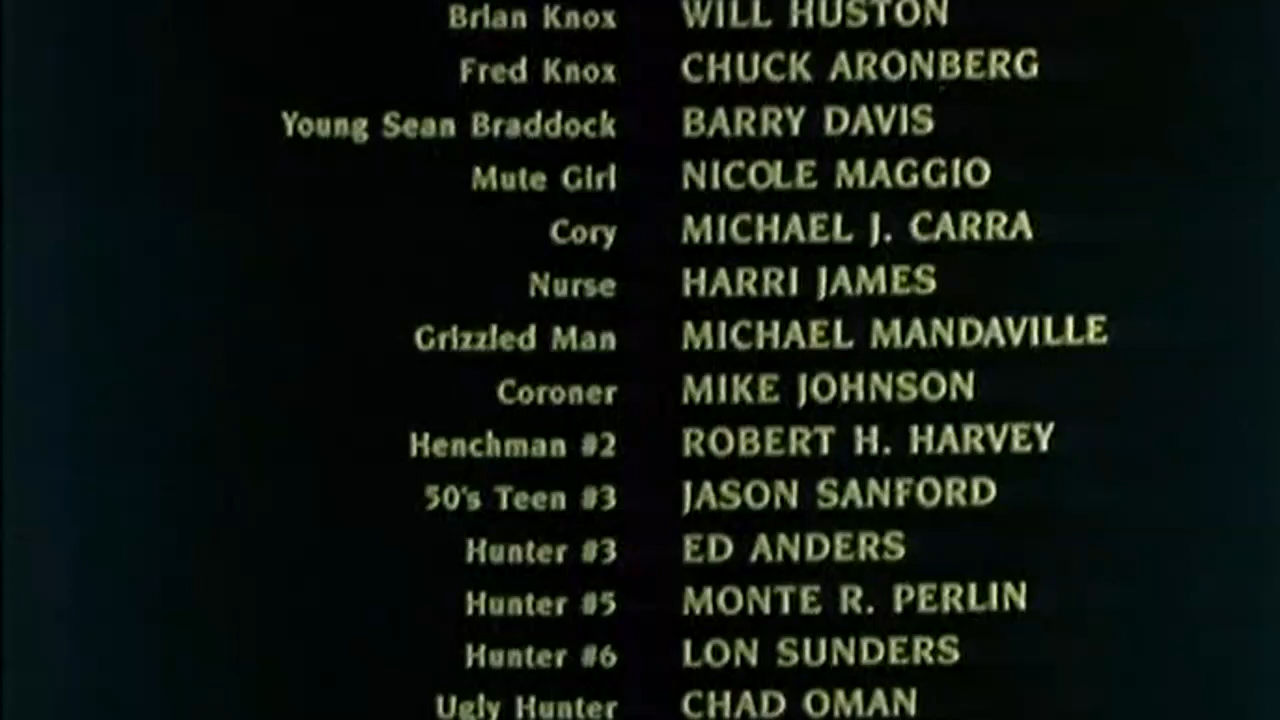 Brian Knox WILL HUSTON
Fred Knox CHUCK ARONBERG
Young Sean Braddock BARRY DAVIS
Mute Girl NICOLE MAGGIO
Cory MICHAEL J. CARRA
Nurse HARRI JAMES
Grizzled Man MICHAEL MANDAVILLE
Coroner MIKE JOHNSON
Henchman #2 ROBERT H. HARVEY
50's Teen #3 JASON SANFORD
Hunter #3 ED ANDERS
Hunter #5 MONTE R. PERLIN
Hunter #6 LON SUNDERS
Ugly Hunter CHAD OMAN